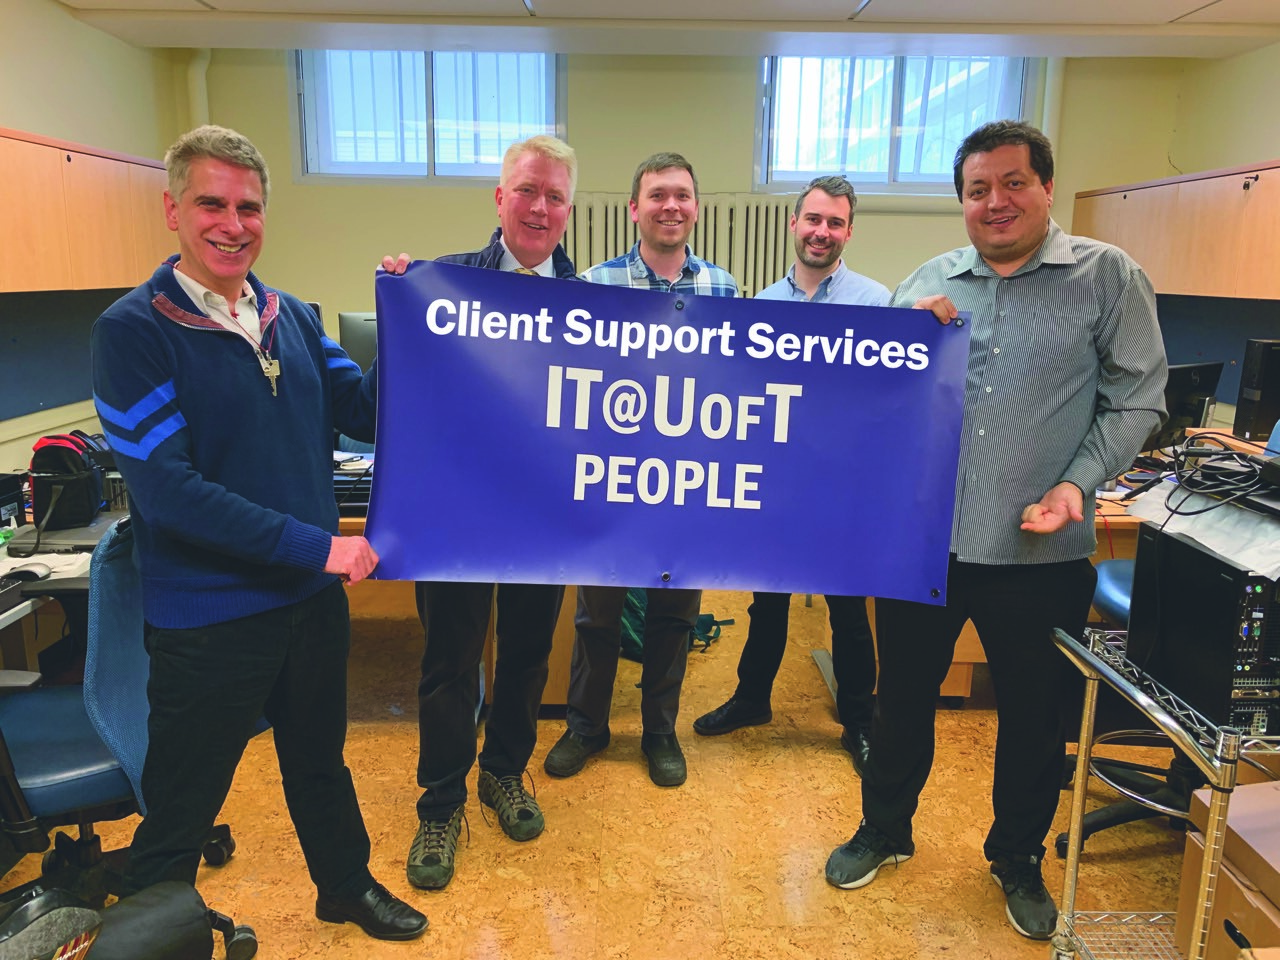 Client Support Services
IT@UOFT
PEOPLE